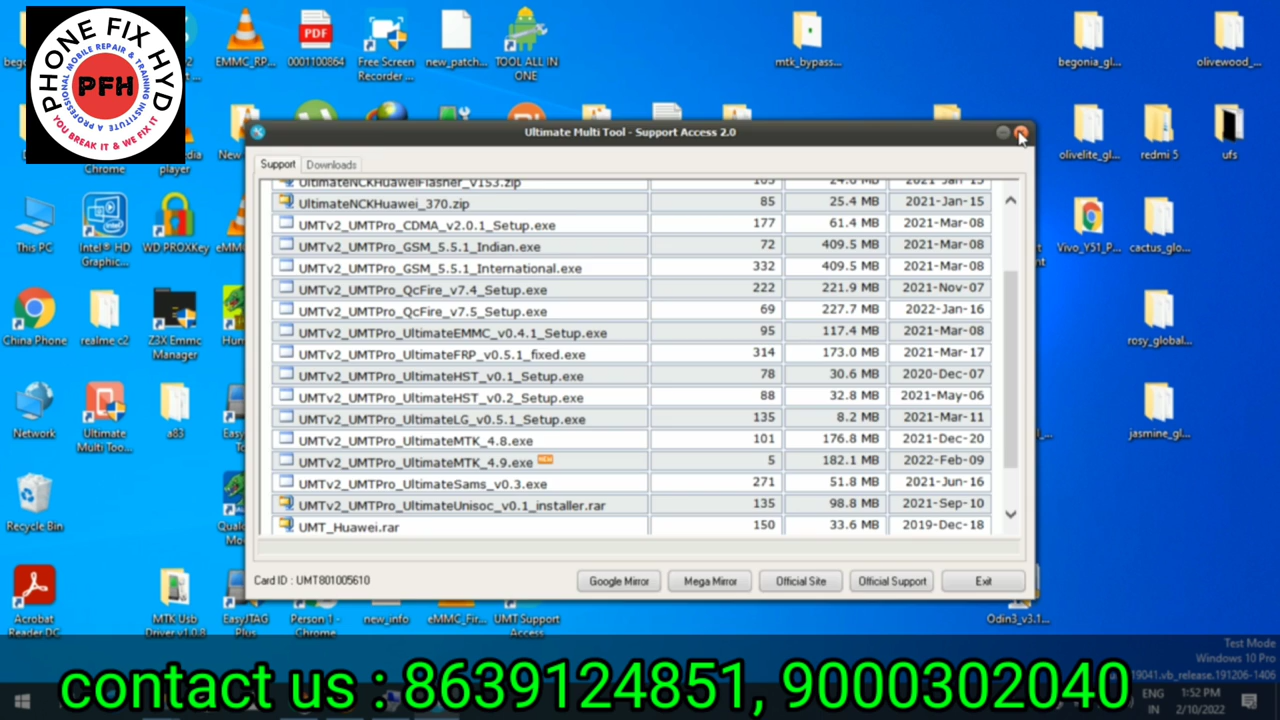 PHONE FIX HYD
A PROFESSIONAL MOBILE REPAIR & TRAINING INSTITUTE
PFH
YOU BREAK IT & WE FIX IT
EMMC_RP...
0001100864
Free Screen Recorder ...
new_patch...
TOOL ALL IN ONE
mtk_bypass...
begonia_gl...
olivewood_...
PDF
Ultimate Multi Tool - Support Access 2.0
Support
Downloads
UltimateNCKHuaweiFlasher_V153.zip 2021-Jan-15
UltimateNCKHuawei_370.zip 85 25.4 MB 2021-Jan-15
UMTv2_UMTPro_CDMA_v2.0.1_Setup.exe 177 61.4 MB 2021-Mar-08
UMTv2_UMTPro_GSM_5.5.1_Indian.exe 72 409.5 MB 2021-Mar-08
UMTv2_UMTPro_GSM_5.5.1_International.exe 332 409.5 MB 2021-Mar-08
UMTv2_UMTPro_QcFire_v7.4_Setup.exe 222 221.9 MB 2021-Nov-07
UMTv2_UMTPro_QcFire_v7.5_Setup.exe 69 227.7 MB 2022-Jan-16
UMTv2_UMTPro_UltimateEMMC_v0.4.1_Setup.exe 95 117.4 MB 2021-Mar-08
UMTv2_UMTPro_UltimateFRP_v0.5.1_fixed.exe 314 173.0 MB 2021-Mar-17
UMTv2_UMTPro_UltimateHST_v0.1_Setup.exe 78 30.6 MB 2020-Dec-07
UMTv2_UMTPro_UltimateHST_v0.2_Setup.exe 88 32.8 MB 2021-May-06
UMTv2_UMTPro_UltimateLG_v0.5.1_Setup.exe 135 8.2 MB 2021-Mar-11
UMTv2_UMTPro_UltimateMTK_4.8.exe 101 176.8 MB 2021-Dec-20
UMTv2_UMTPro_UltimateMTK_4.9.exe 5 182.1 MB 2022-Feb-09
UMTv2_UMTPro_UltimateSams_v0.3.exe 271 51.8 MB 2021-Jun-16
UMTv2_UMTPro_UltimateUnisoc_v0.1_installer.rar 135 98.8 MB 2021-Sep-10
UMT_Huawei.rar 150 33.6 MB 2019-Dec-18
Card ID : UMT801005610
Google Mirror
Mega Mirror
Official Site
Official Support
Exit
Chrome
player
olivelite_gl...
redmi 5
ufs
This PC
Intel® HD Graphic...
WD PROXKey
Vivo_Y51_P...
cactus_glo...
China Phone
realme c2
Z3X Emmc Manager
rosy_global...
Network
Ultimate Multi Too...
a83
jasmine_gl...
Recycle Bin
Acrobat Reader DC
MTK Usb Driver v1.0.8
EasyJTAG Plus
Person 1 - Chrome
new_info
eMMC_Fir...
UMT Support Access
Odin3_v3.1...
Test Mode
Windows 10 Pro
19041.vb_release.191206-1406
contact us : 8639124851, 9000302040
ENG
IN
1:52 PM
2/10/2022